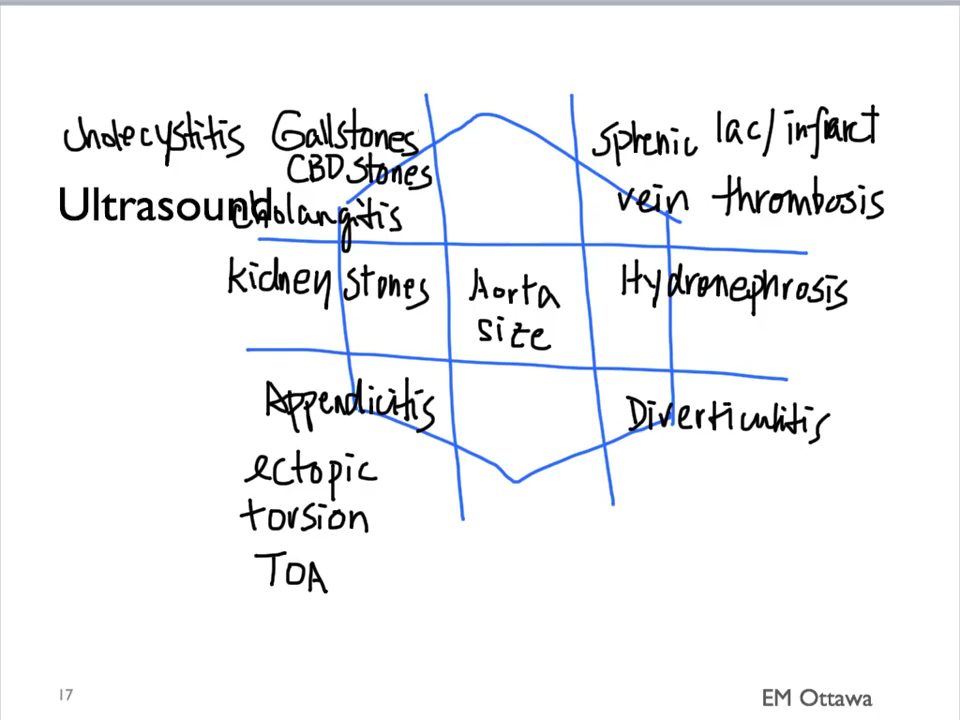 Cholecystitis Gallstones
CBD stones
Ultrasound
Cholangitis
Splenic lac/infarct
vein thrombosis
Kidney stones
Aorta
size
Hydronephrosis
Appendicitis
Diverticulitis
ectopic
torsion
TOA
17
EM Ottawa